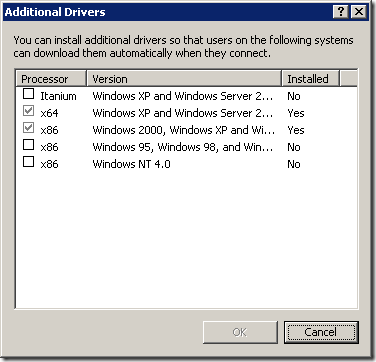 Additional Drivers
You can install additional drivers so that users on the following systems
can download them automatically when they connect.
Processor Version Installed
Itanium Windows XP and Windows Server 2... No
x64 Windows XP and Windows Server 2... Yes
x86 Windows 2000, Windows XP and Wi... Yes
x86 Windows 95, Windows 98, and Win... No
x86 Windows NT 4.0 No
OK Cancel